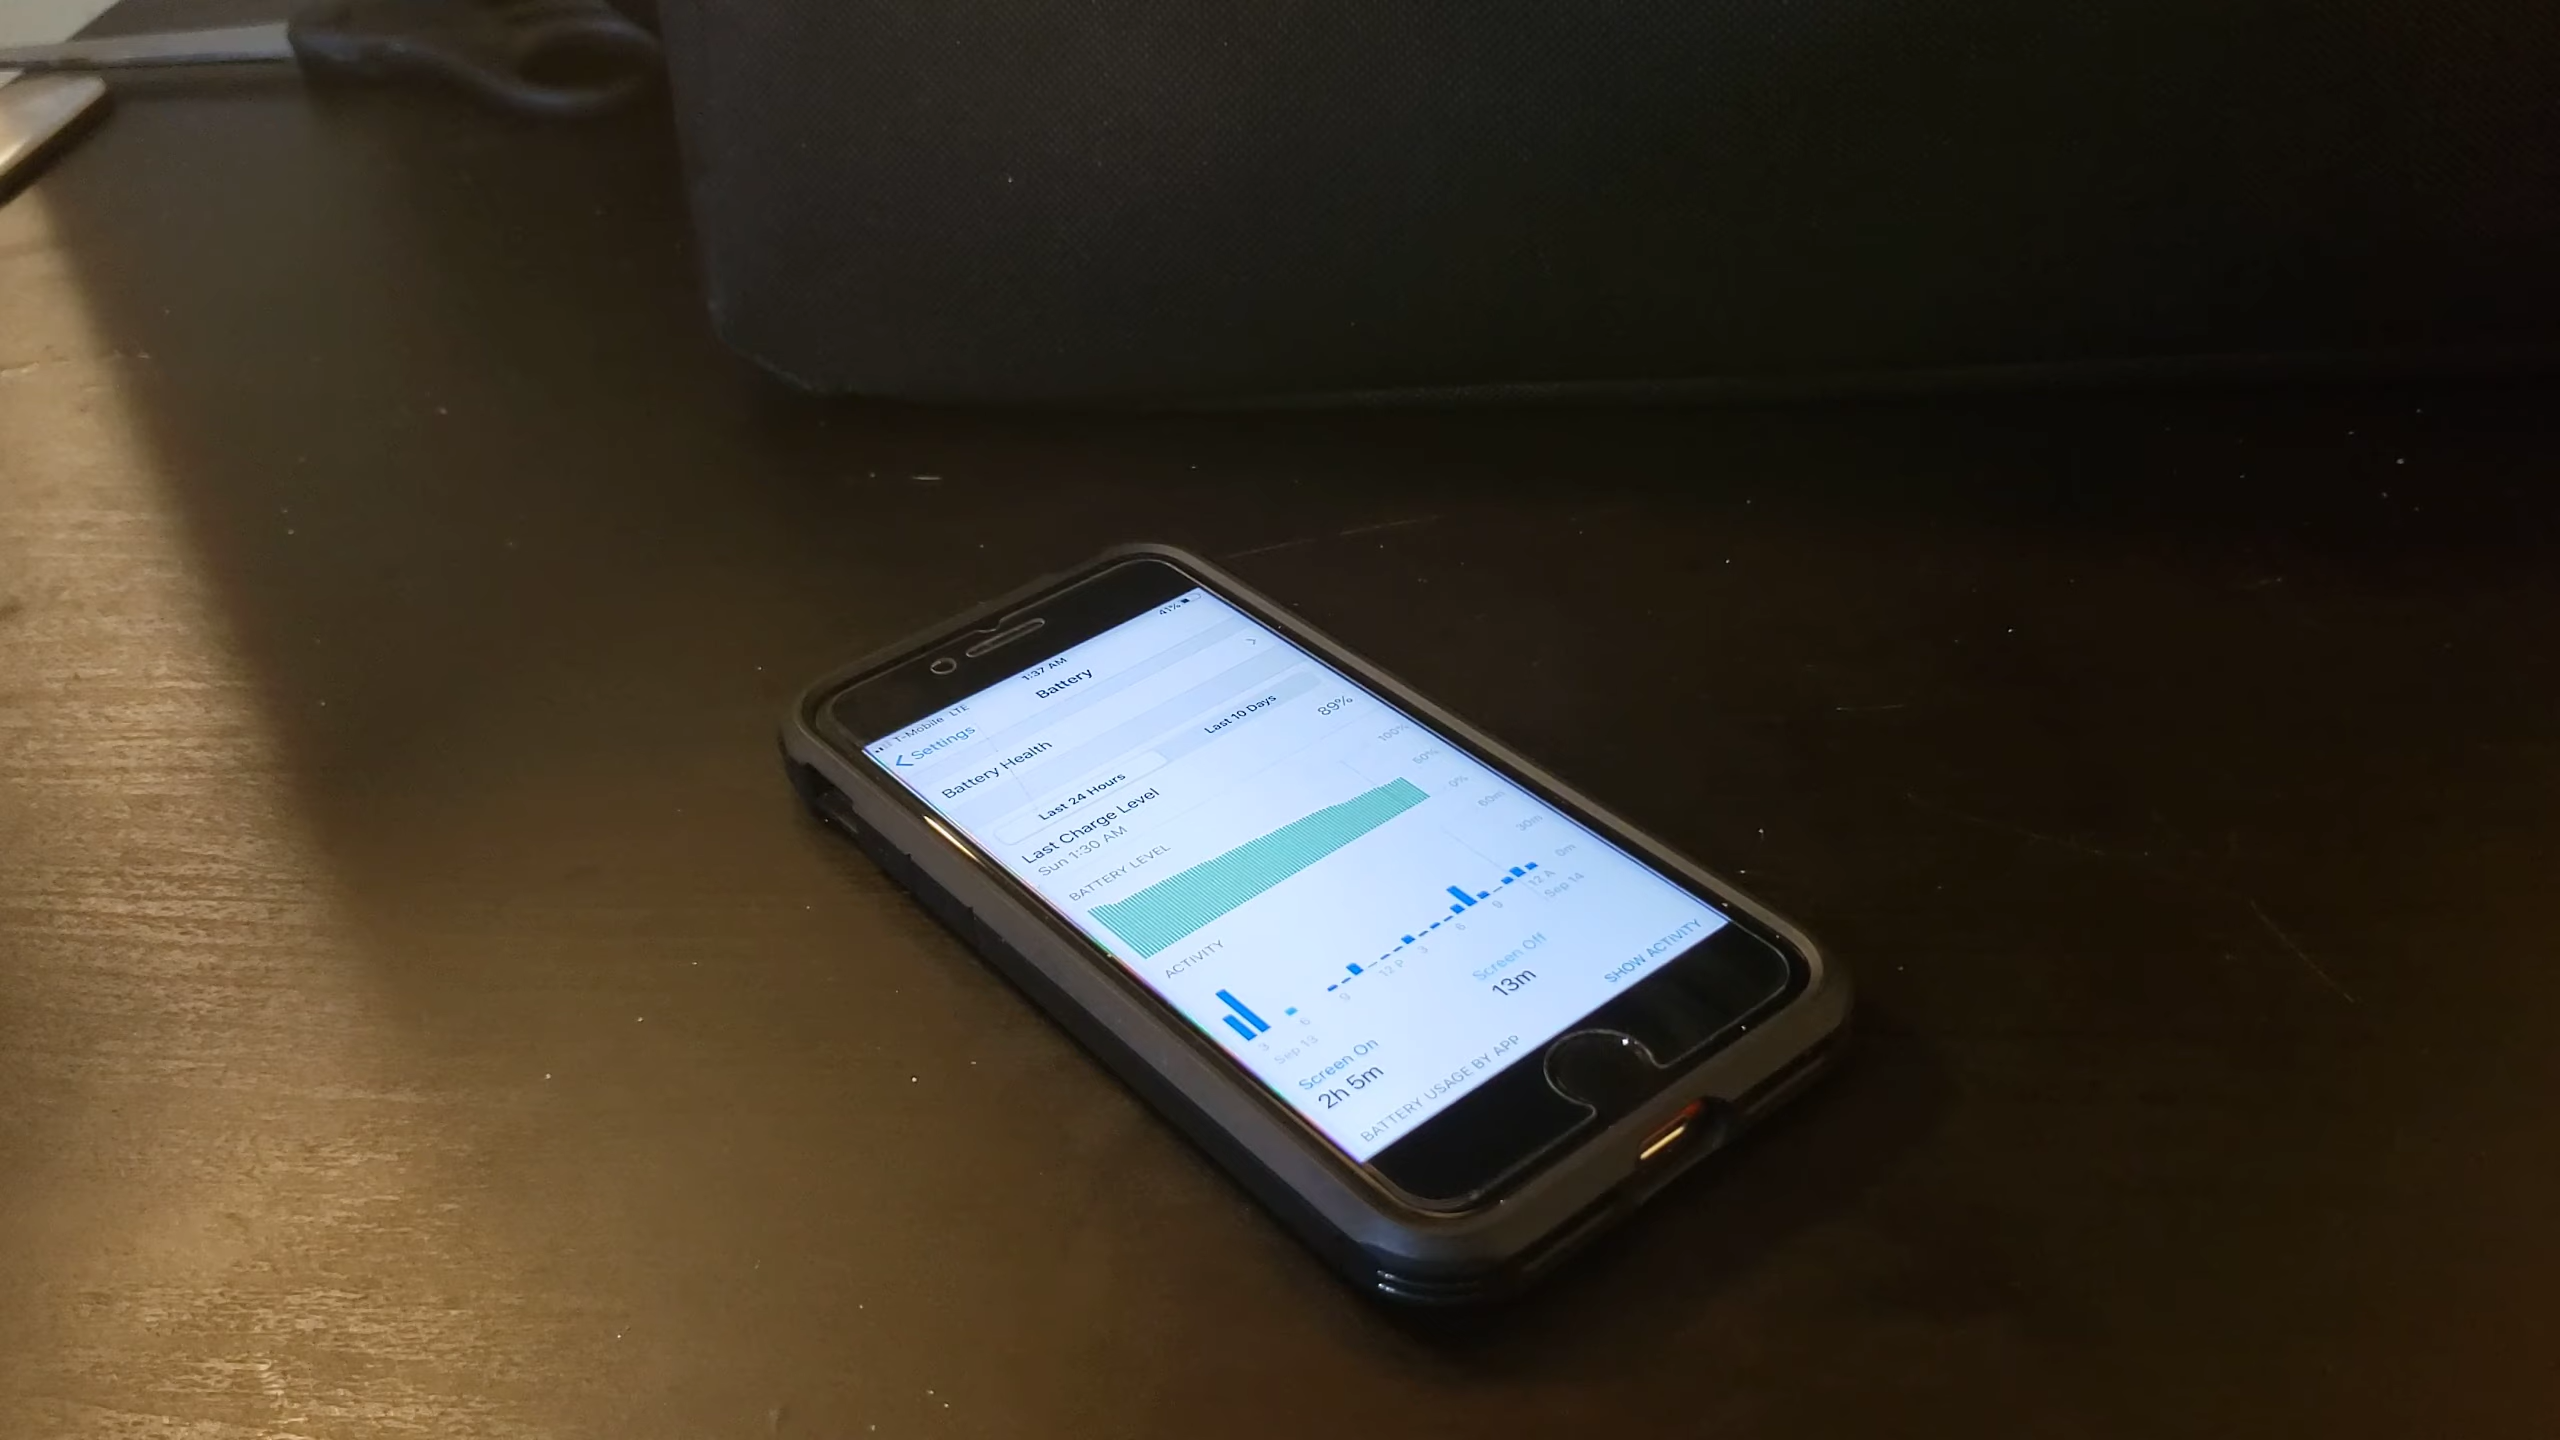 T-Mobile LTE 1:37 AM 41%
Settings Battery
Battery Health
Last 24 Hours Last 10 Days
Last Charge Level 89%
Sun 1:30 AM
BATTERY LEVEL
100%
50%
0%
ACTIVITY
60m
30m
0m
3 6 9 12 P 3 6 9 12 A
Sep 13 Sep 14
Screen On Screen Off
2h 5m 13m
BATTERY USAGE BY APP SHOW ACTIVITY